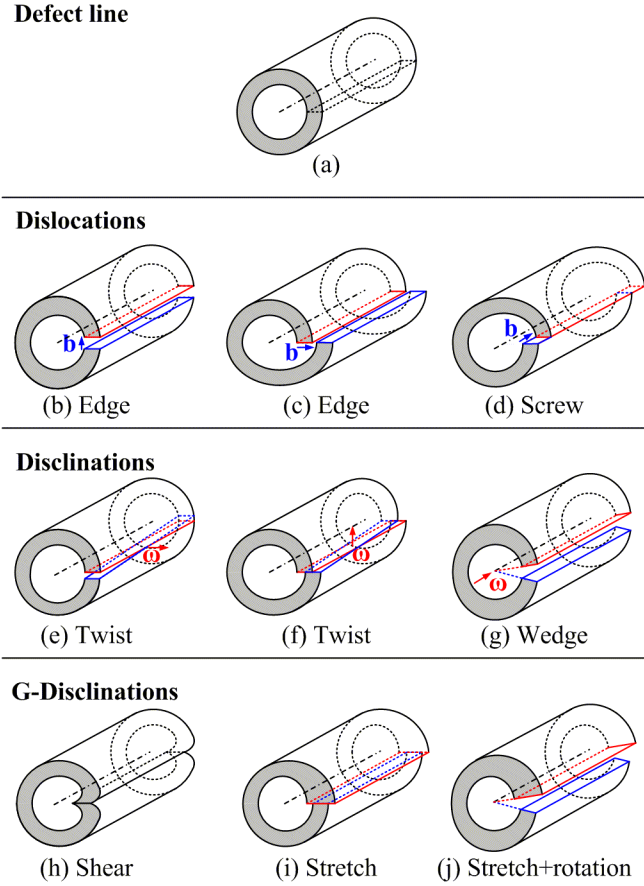 Defect line
(a)
Dislocations
b
b
b
(b) Edge
(c) Edge
(d) Screw
Disclinations
ω
ω
ω
(e) Twist
(f) Twist
(g) Wedge
G-Disclinations
(h) Shear
(i) Stretch
(j) Stretch+rotation